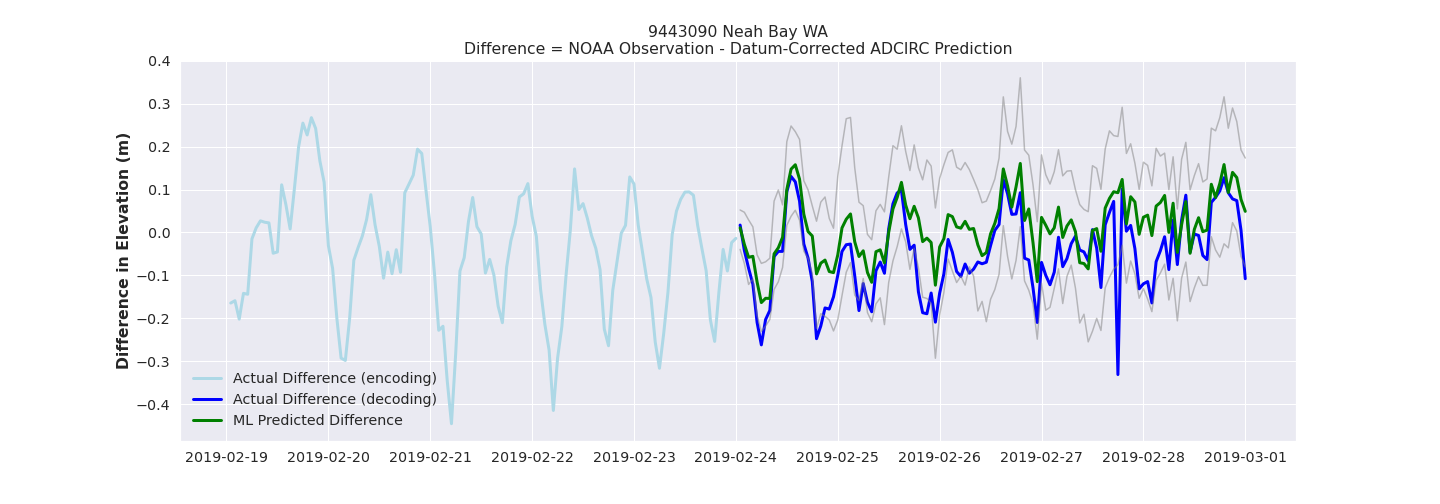 9443090 Neah Bay WA
Difference = NOAA Observation - Datum-Corrected ADCIRC Prediction
Difference in Elevation (m)
0.4
0.3
0.2
0.1
0.0
−0.1
−0.2
−0.3
−0.4
Actual Difference (encoding)
Actual Difference (decoding)
ML Predicted Difference
2019-02-19 2019-02-20 2019-02-21 2019-02-22 2019-02-23 2019-02-24 2019-02-25 2019-02-26 2019-02-27 2019-02-28 2019-03-01